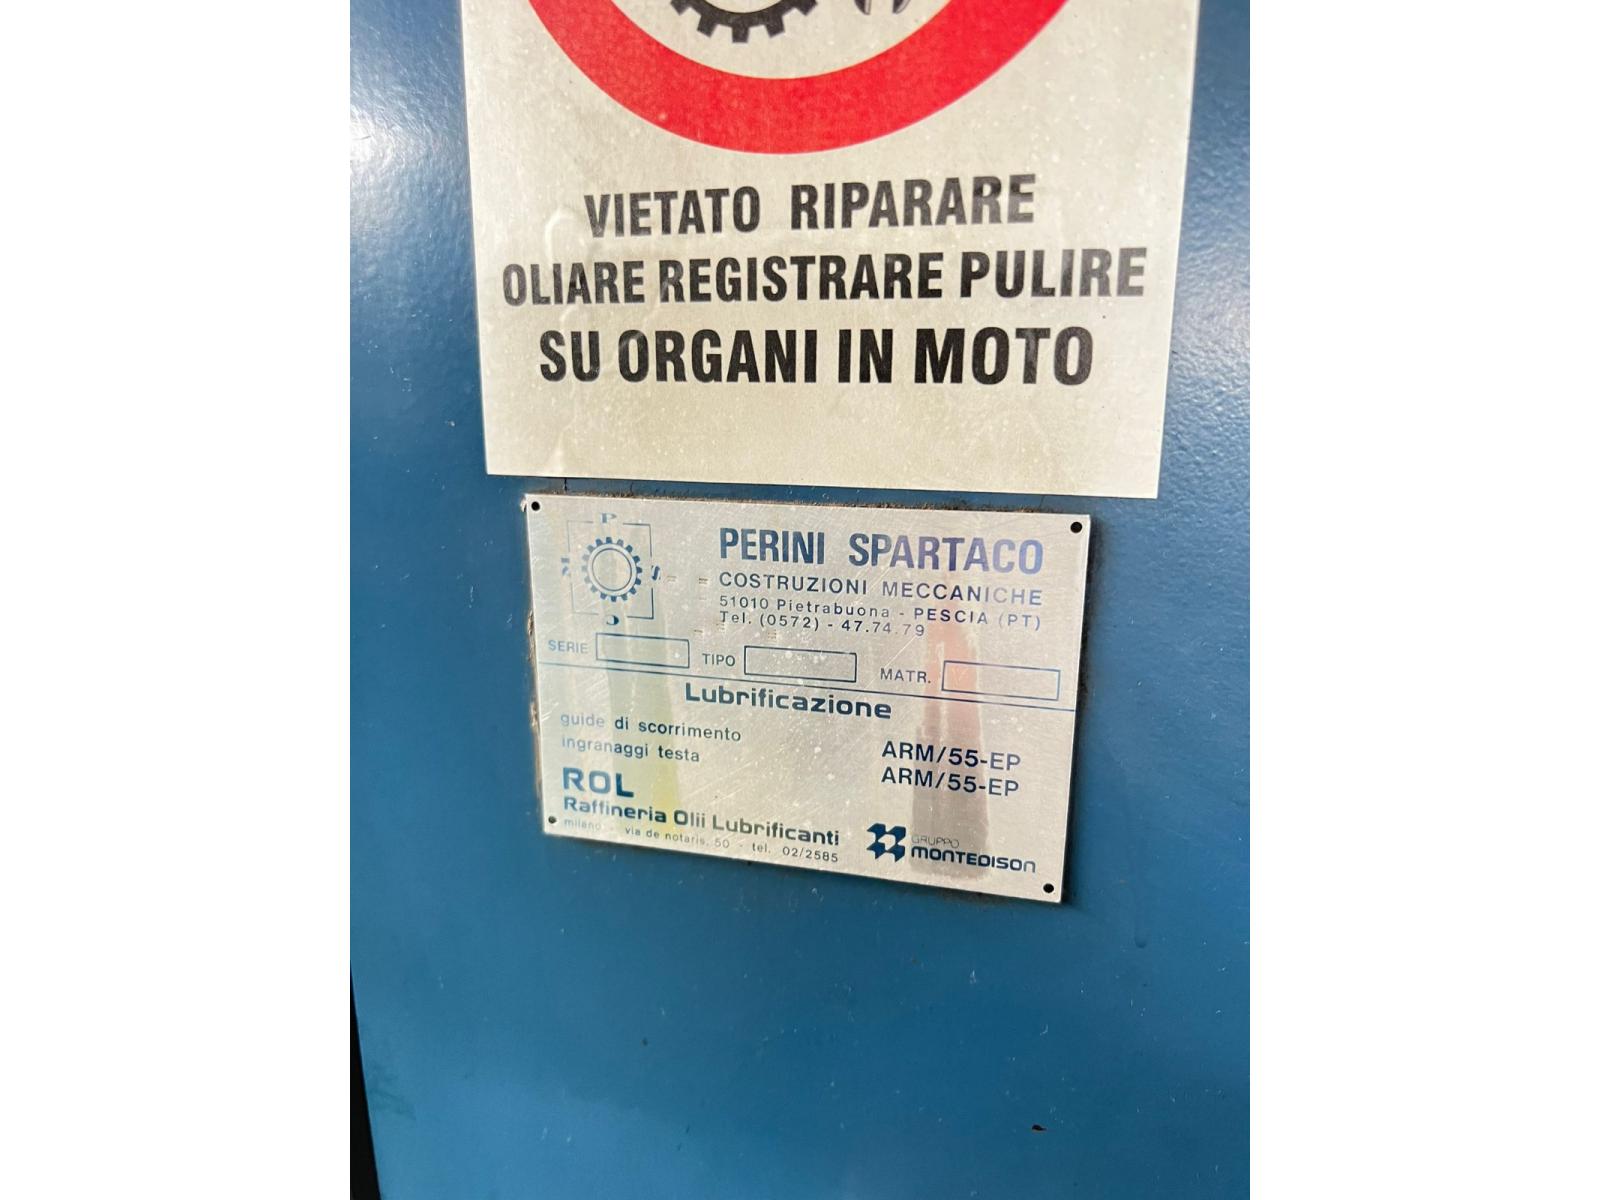 VIETATO RIPARARE
OLIARE REGISTRARE PULIRE
SU ORGANI IN MOTO
P
M S
C
PERINI SPARTACO
COSTRUZIONI MECCANICHE
51010 Pietrabuona - PESCIA (PT)
Tel. (0572) - 47.74.79
SERIE TIPO MATR.
Lubrificazione
guide di scorrimento ARM/55-EP
ingranaggi testa ARM/55-EP
ROL
Raffineria Olii Lubrificanti
milano - via de notaris, 50 - tel. 02/2585
GRUPPO
MONTEDISON